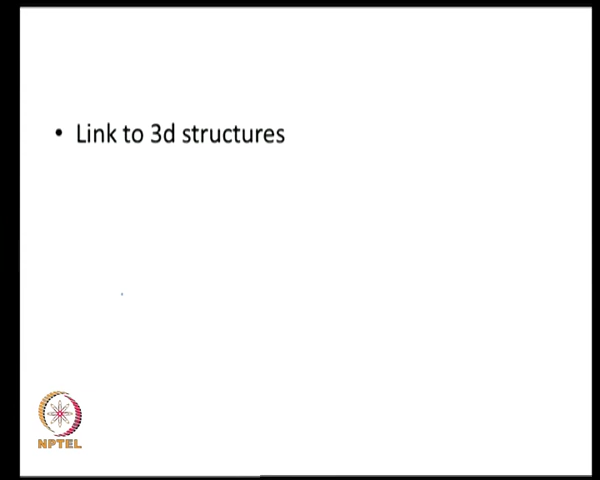 • Link to 3d structures
NPTEL